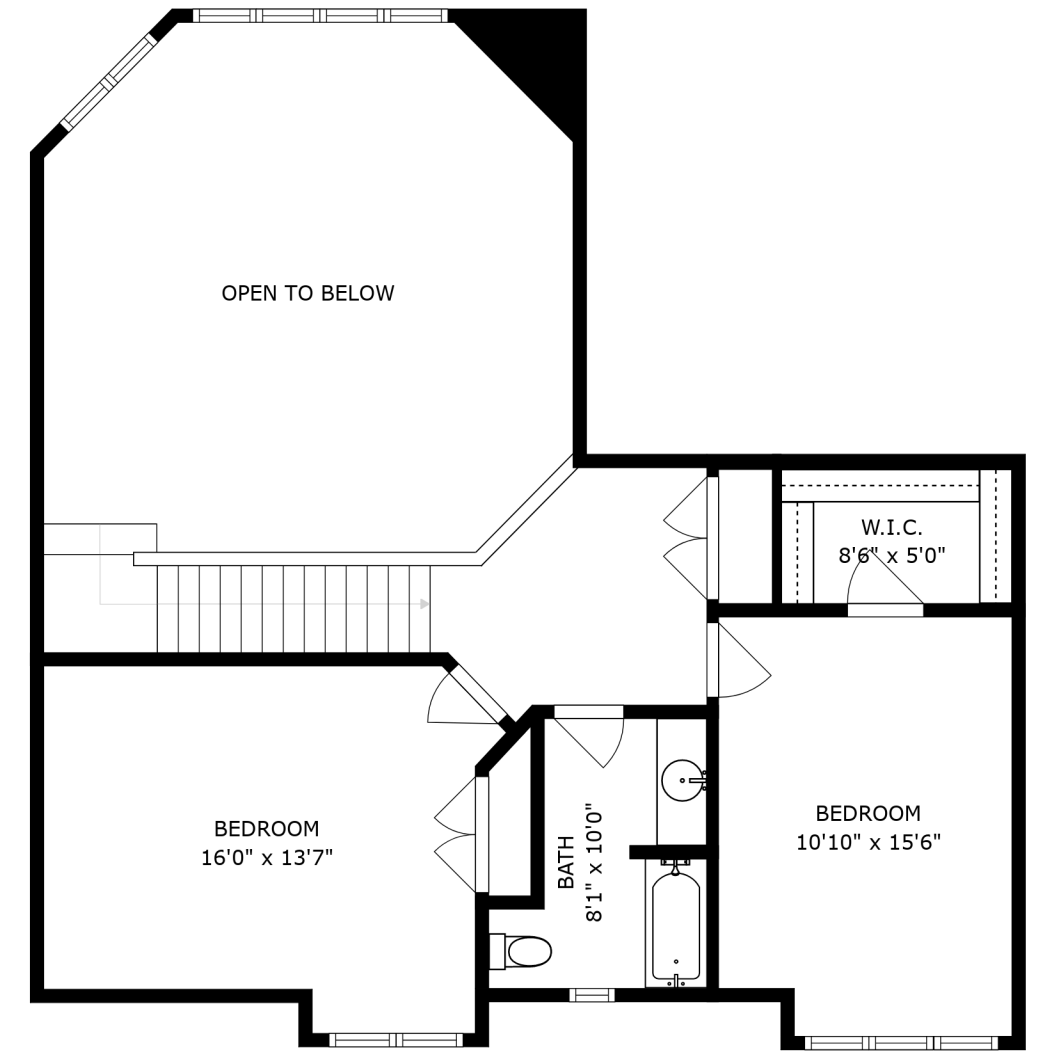 OPEN TO BELOW
W.I.C.
8'6" x 5'0"
BEDROOM
16'0" x 13'7"
BATH
8'1" x 10'0"
BEDROOM
10'10" x 15'6"